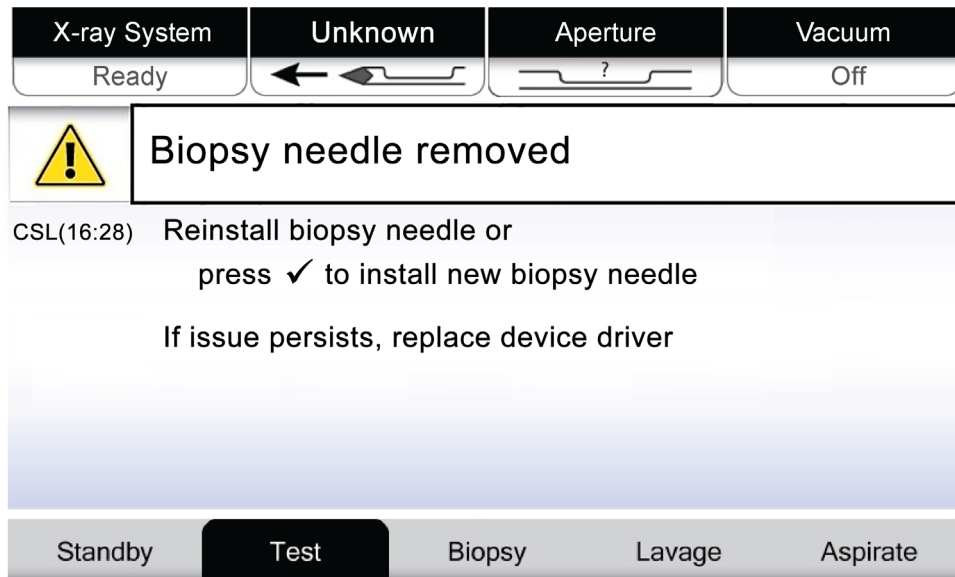 X-ray System
Unknown
Aperture
Vacuum
Ready
?
Off
Biopsy needle removed
CSL(16:28) Reinstall biopsy needle or
press ✓ to install new biopsy needle
If issue persists, replace device driver
Standby
Test
Biopsy
Lavage
Aspirate